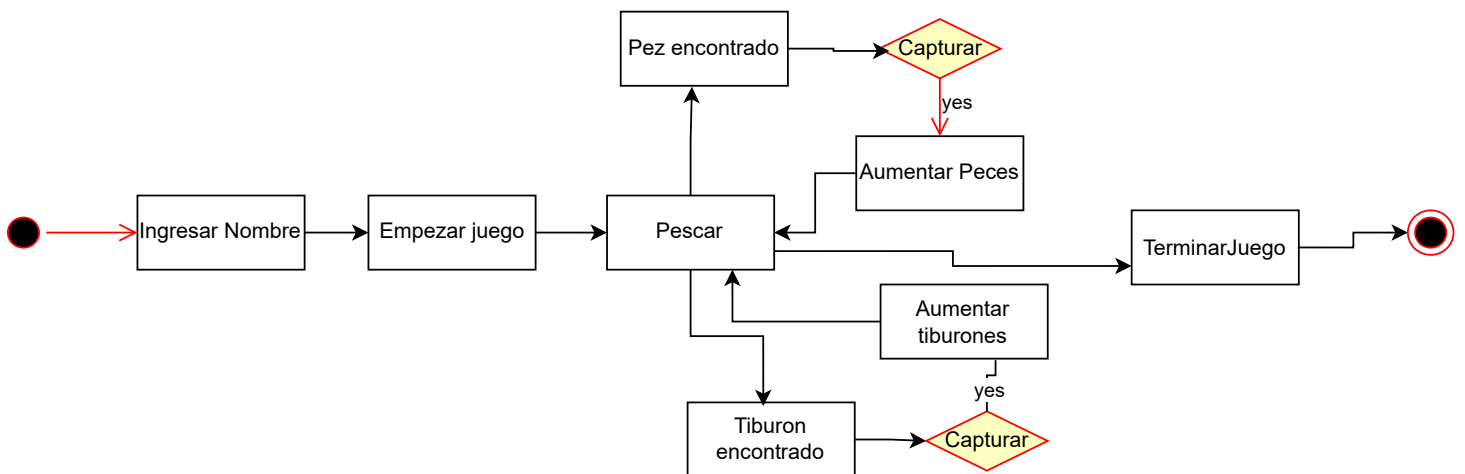 Pez encontrado
Capturar
yes
Aumentar Peces
Ingresar Nombre
Empezar juego
Pescar
TerminarJuego
Aumentar
tiburones
yes
Tiburon
encontrado
Capturar